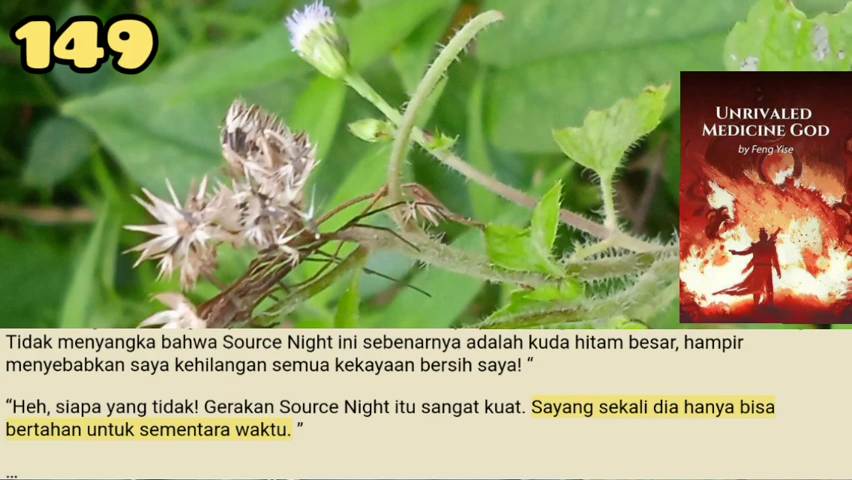 149
UNRIVALED
MEDICINE GOD
by Feng Yise
Tidak menyangka bahwa Source Night ini sebenarnya adalah kuda hitam besar, hampir
menyebabkan saya kehilangan semua kekayaan bersih saya! “
“Heh, siapa yang tidak! Gerakan Source Night itu sangat kuat. Sayang sekali dia hanya bisa
bertahan untuk sementara waktu. ”
...